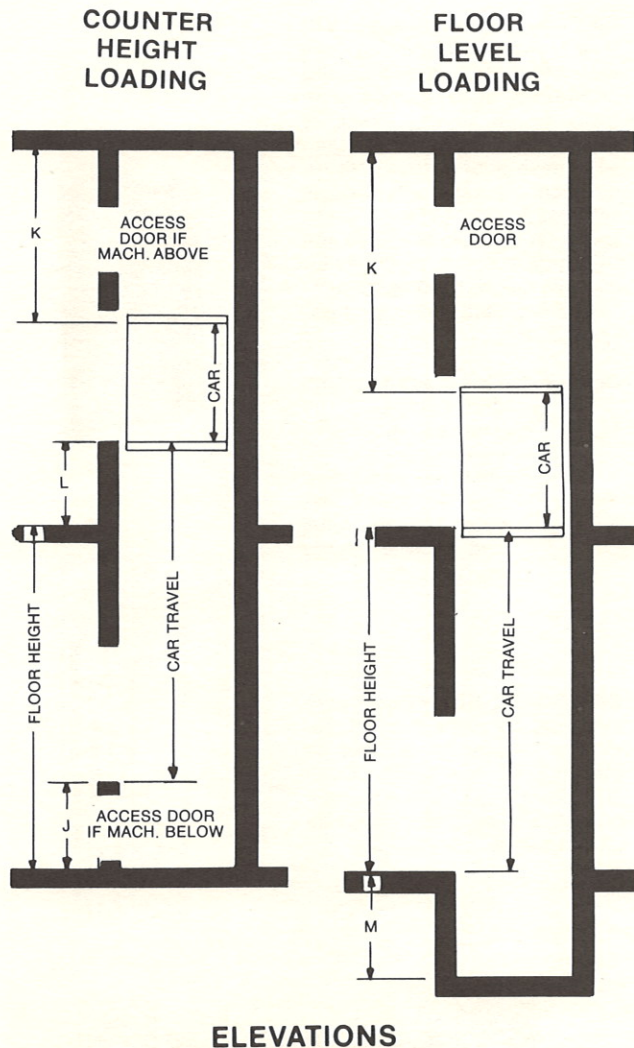 COUNTER
HEIGHT
LOADING
K
ACCESS
DOOR IF
MACH. ABOVE
CAR
L
FLOOR HEIGHT
CAR TRAVEL
J
ACCESS DOOR
IF MACH. BELOW
FLOOR
LEVEL
LOADING
K
ACCESS
DOOR
CAR
FLOOR HEIGHT
CAR TRAVEL
M
ELEVATIONS